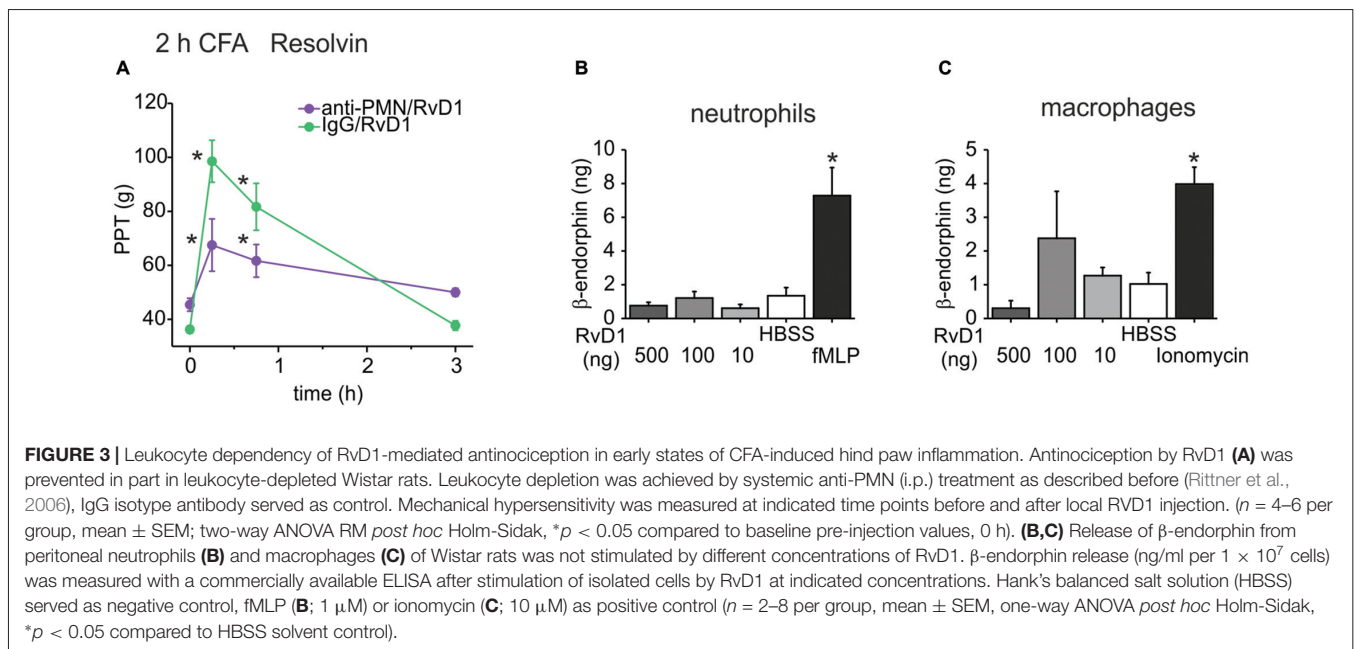 2 h CFA Resolvin
A
120
100
80
60
40
PPT (g)
0 1 2 3
time (h)
anti-PMN/RvD1
IgG/RvD1
*
*
*
*
B
neutrophils
10
8
6
4
2
0
β-endorphin (ng)
*
RvD1
(ng)
500 100 10
HBSS
fMLP
C
macrophages
5
4
3
2
1
0
β-endorphin (ng)
*
RvD1
(ng)
500 100 10
HBSS
Ionomycin
FIGURE 3 | Leukocyte dependency of RvD1-mediated antinociception in early states of CFA-induced hind paw inflammation. Antinociception by RvD1 (A) was
prevented in part in leukocyte-depleted Wistar rats. Leukocyte depletion was achieved by systemic anti-PMN (i.p.) treatment as described before (Rittner et al.,
2006), IgG isotype antibody served as control. Mechanical hypersensitivity was measured at indicated time points before and after local RVD1 injection. (n = 4–6 per
group, mean ± SEM; two-way ANOVA RM post hoc Holm-Sidak, *p < 0.05 compared to baseline pre-injection values, 0 h). (B,C) Release of β-endorphin from
peritoneal neutrophils (B) and macrophages (C) of Wistar rats was not stimulated by different concentrations of RvD1. β-endorphin release (ng/ml per 1 × 10⁷ cells)
was measured with a commercially available ELISA after stimulation of isolated cells by RvD1 at indicated concentrations. Hank's balanced salt solution (HBSS)
served as negative control, fMLP (B; 1 μM) or ionomycin (C; 10 μM) as positive control (n = 2–8 per group, mean ± SEM, one-way ANOVA post hoc Holm-Sidak,
*p < 0.05 compared to HBSS solvent control).